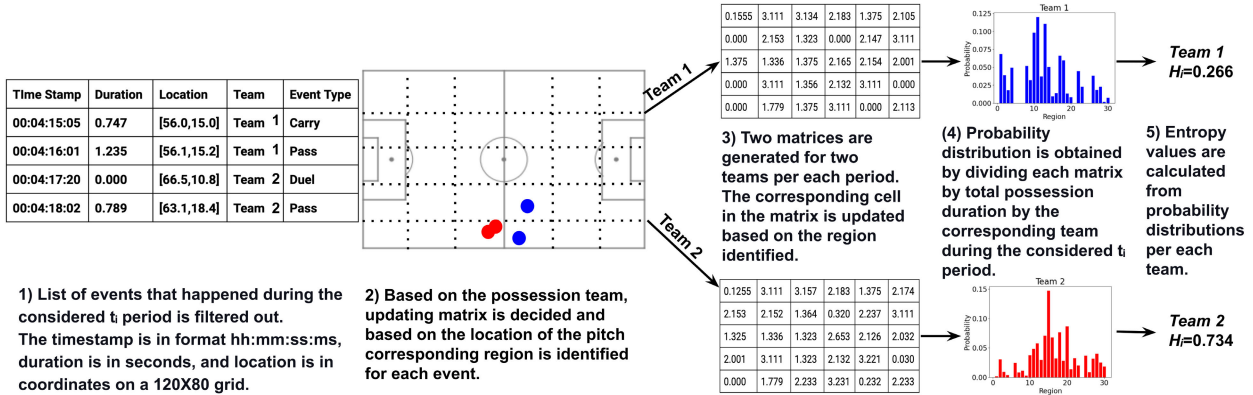 TIme Stamp Duration Location Team Event Type
00:04:15:05 0.747 [56.0,15.0] Team 1 Carry
00:04:16:01 1.235 [56.1,15.2] Team 1 Pass
00:04:17:20 0.000 [66.5,10.8] Team 2 Duel
00:04:18:02 0.789 [63.1,18.4] Team 2 Pass
1) List of events that happened during the
considered tᵢ period is filtered out.
The timestamp is in format hh:mm:ss:ms,
duration is in seconds, and location is in
coordinates on a 120X80 grid.
2) Based on the possession team,
updating matrix is decided and
based on the location of the pitch
corresponding region is identified
for each event.
Team 1
Team 2
0.1555 3.111 3.134 2.183 1.375 2.105
0.000 2.153 1.323 0.000 2.147 3.111
1.375 1.336 1.375 2.165 2.154 2.001
0.000 3.111 1.356 2.132 3.111 0.000
0.000 1.779 1.375 3.111 0.000 2.113
3) Two matrices are
generated for two
teams per each period.
The corresponding cell
in the matrix is updated
based on the region
identified.
0.1255 3.111 3.157 2.183 1.375 2.174
2.153 2.152 1.364 0.320 2.237 3.111
1.325 1.336 1.323 2.653 2.126 2.032
2.001 3.111 1.323 2.132 3.221 0.030
0.000 1.779 2.233 3.231 0.232 2.233
Team 1
Probability
0.125
0.100
0.075
0.050
0.025
0.000
0 10 20 30
Region
(4) Probability
distribution is obtained
by dividing each matrix
by total possession
duration by the
corresponding team
during the considered tᵢ
period.
Team 2
Probability
0.15
0.10
0.05
0.00
0 10 20 30
Region
Team 1
Hᵢ=0.266
5) Entropy
values are
calculated
from
probability
distributions
per each
team.
Team 2
Hᵢ=0.734